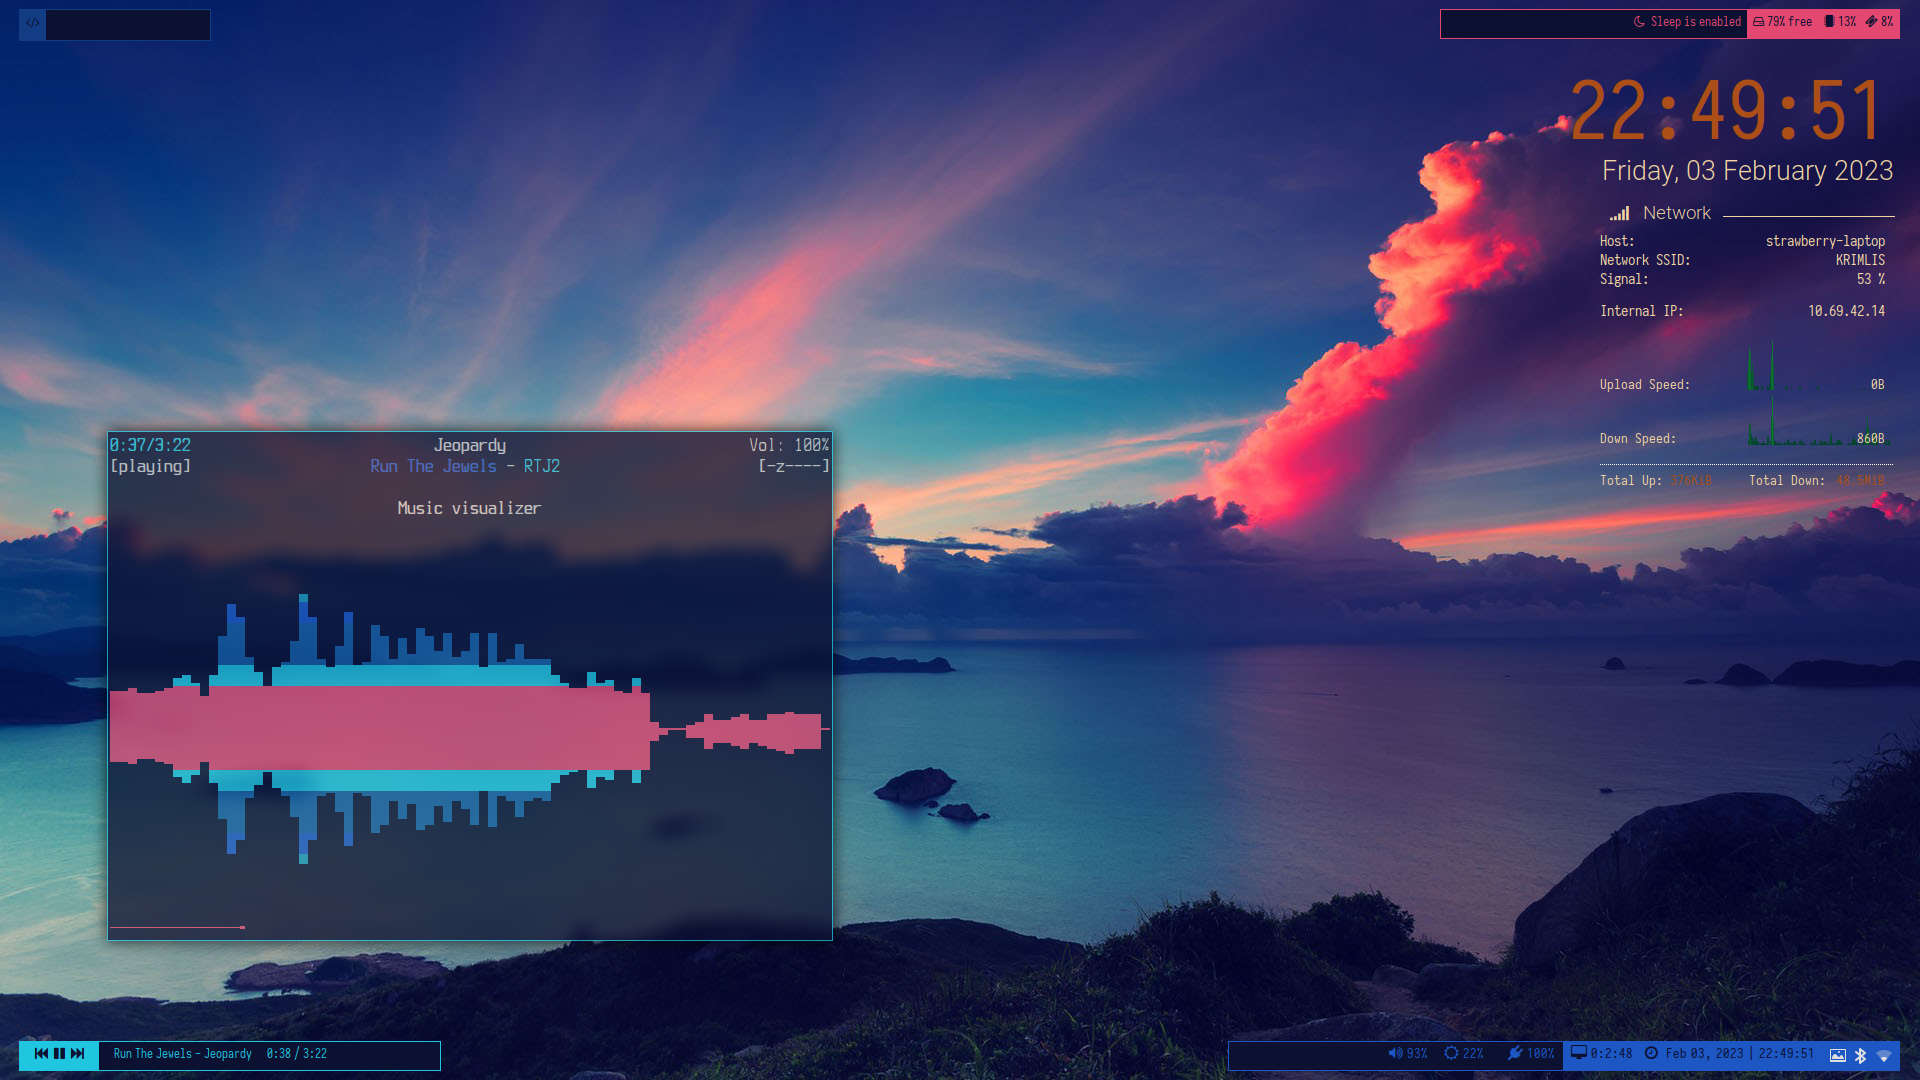 </>
Sleep is enabled 79% free 13% 8%
22:49:51
Friday, 03 February 2023
Network
Host: strawberry-laptop
Network SSID: KRIMLIS
Signal: 53 %
Internal IP: 10.69.42.14
Upload Speed: 0B
Down Speed: 860B
Total Up: 376KiB Total Down: 48.5MiB
0:37/3:22 Jeopardy Vol: 100%
[playing] Run The Jewels - RTJ2 [-z----]
Music visualizer
Run The Jewels - Jeopardy 0:38 / 3:22
93% 22% 100% 0:2:48 Feb 03, 2023 | 22:49:51